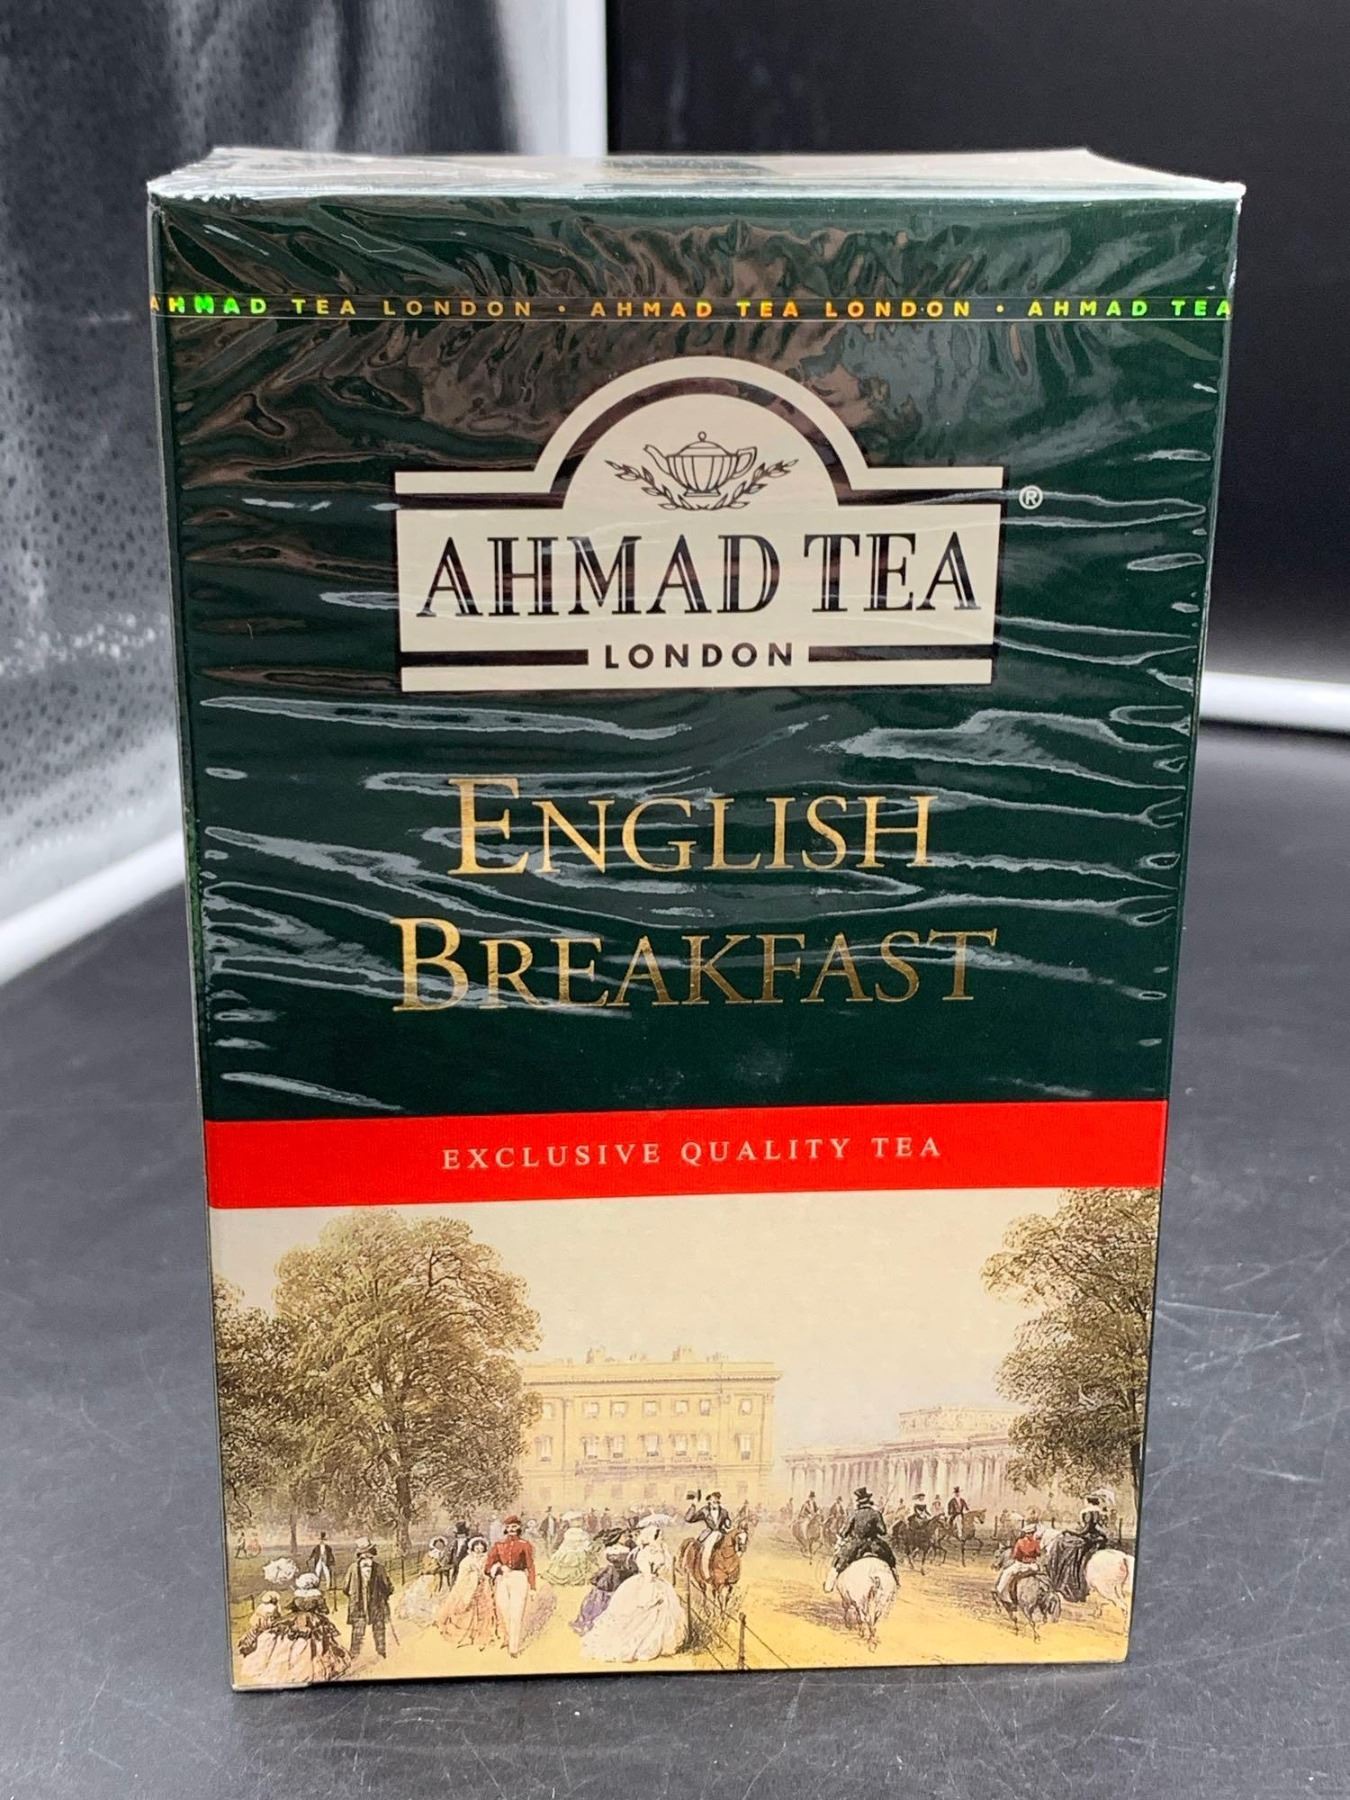 AHMAD TEA LONDON • AHMAD TEA LONDON • AHMAD TEA
AHMAD TEA ®
LONDON
ENGLISH
BREAKFAST
EXCLUSIVE QUALITY TEA